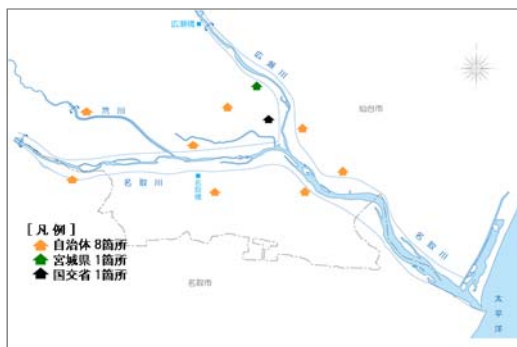 広瀬橋
広瀬川
仙台市
笊川
名取川
名取橋
[凡例]
自治体 8箇所
宮城県 1箇所
国交省 1箇所
名取市
名取川
太平洋